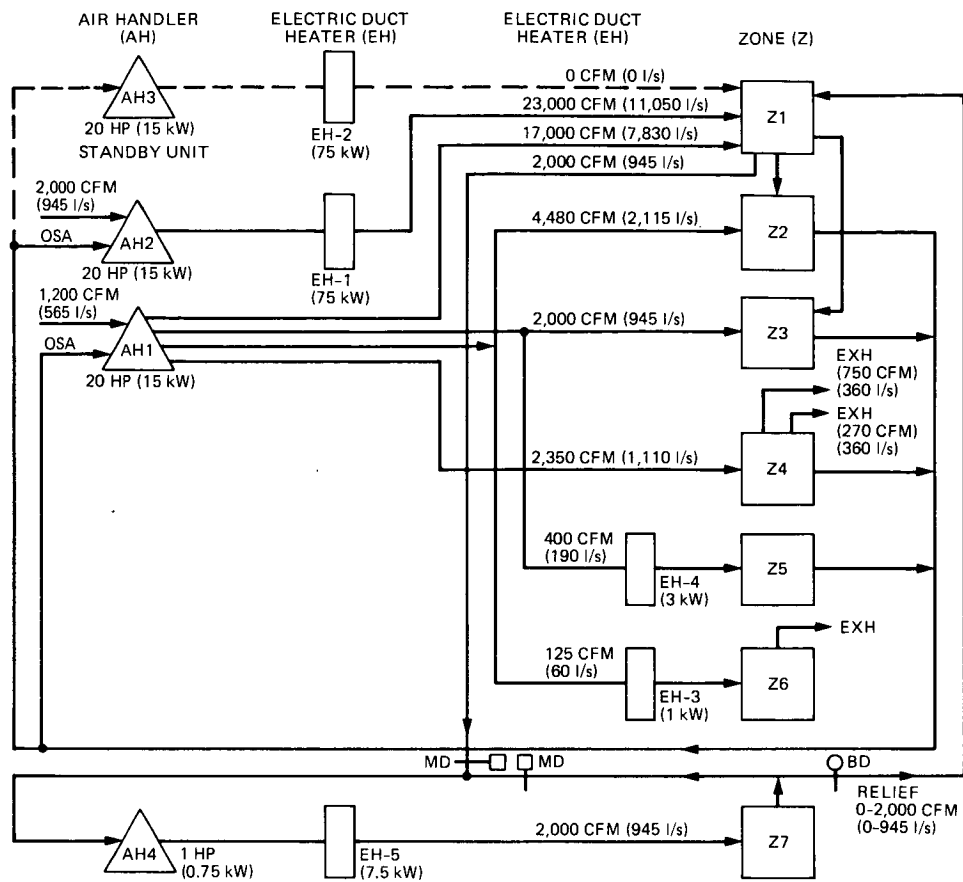 AIR HANDLER
(AH)
ELECTRIC DUCT
HEATER (EH)
ELECTRIC DUCT
HEATER (EH)
ZONE (Z)
AH3
20 HP (15 kW)
STANDBY UNIT
EH-2
(75 kW)
0 CFM (0 l/s)
23,000 CFM (11,050 l/s)
17,000 CFM (7,830 l/s)
2,000 CFM (945 l/s)
Z1
2,000 CFM
(945 l/s)
OSA
AH2
20 HP (15 kW)
EH-1
(75 kW)
4,480 CFM (2,115 l/s)
Z2
1,200 CFM
(565 l/s)
OSA
AH1
20 HP (15 kW)
2,000 CFM (945 l/s)
Z3
EXH
(750 CFM)
(360 l/s)
EXH
(270 CFM)
(360 l/s)
2,350 CFM (1,110 l/s)
Z4
400 CFM
(190 l/s)
EH-4
(3 kW)
Z5
EXH
125 CFM
(60 l/s)
EH-3
(1 kW)
Z6
MD
MD
BD
RELIEF
0-2,000 CFM
(0-945 l/s)
AH4
1 HP
(0.75 kW)
EH-5
(7.5 kW)
2,000 CFM (945 l/s)
Z7